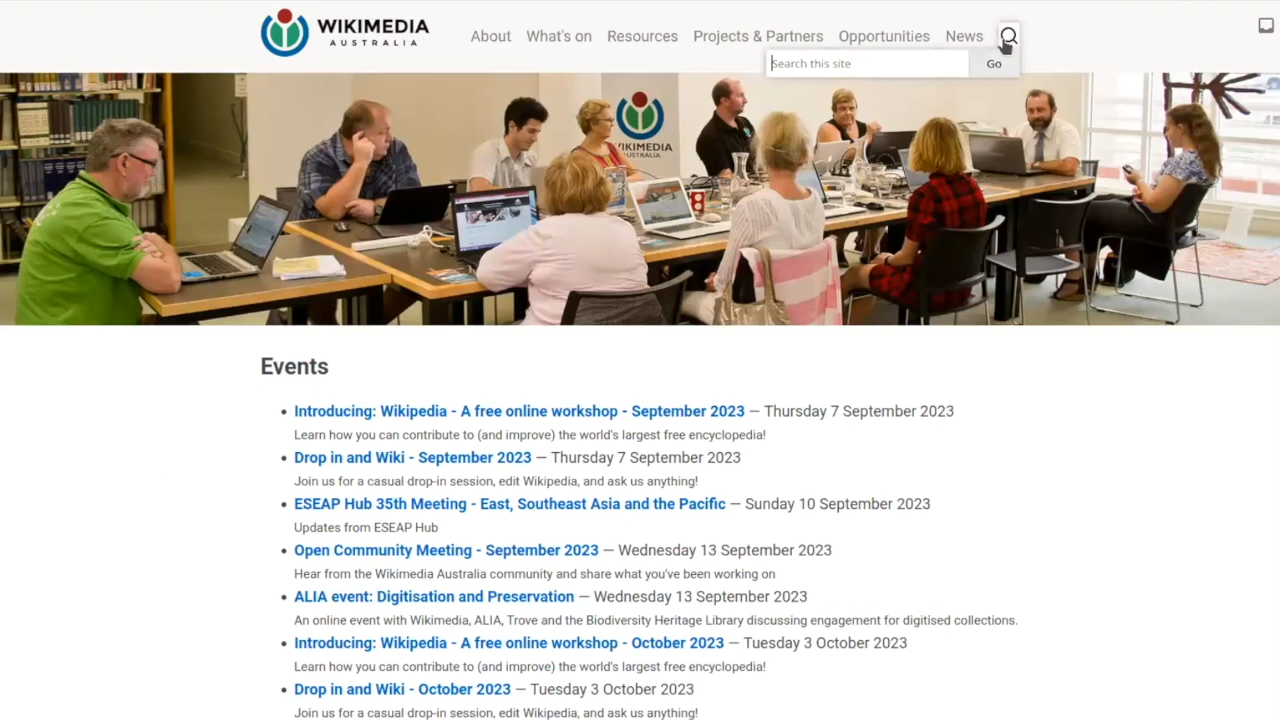 WIKIMEDIA
AUSTRALIA
About What's on Resources Projects & Partners Opportunities News
Search this site Go
WIKIMEDIA
AUSTRALIA
Events
Introducing: Wikipedia - A free online workshop - September 2023 — Thursday 7 September 2023
Learn how you can contribute to (and improve) the world's largest free encyclopedia!
Drop in and Wiki - September 2023 — Thursday 7 September 2023
Join us for a casual drop-in session, edit Wikipedia, and ask us anything!
ESEAP Hub 35th Meeting - East, Southeast Asia and the Pacific — Sunday 10 September 2023
Updates from ESEAP Hub
Open Community Meeting - September 2023 — Wednesday 13 September 2023
Hear from the Wikimedia Australia community and share what you've been working on
ALIA event: Digitisation and Preservation — Wednesday 13 September 2023
An online event with Wikimedia, ALIA, Trove and the Biodiversity Heritage Library discussing engagement for digitised collections.
Introducing: Wikipedia - A free online workshop - October 2023 — Tuesday 3 October 2023
Learn how you can contribute to (and improve) the world's largest free encyclopedia!
Drop in and Wiki - October 2023 — Tuesday 3 October 2023
Join us for a casual drop-in session, edit Wikipedia, and ask us anything!